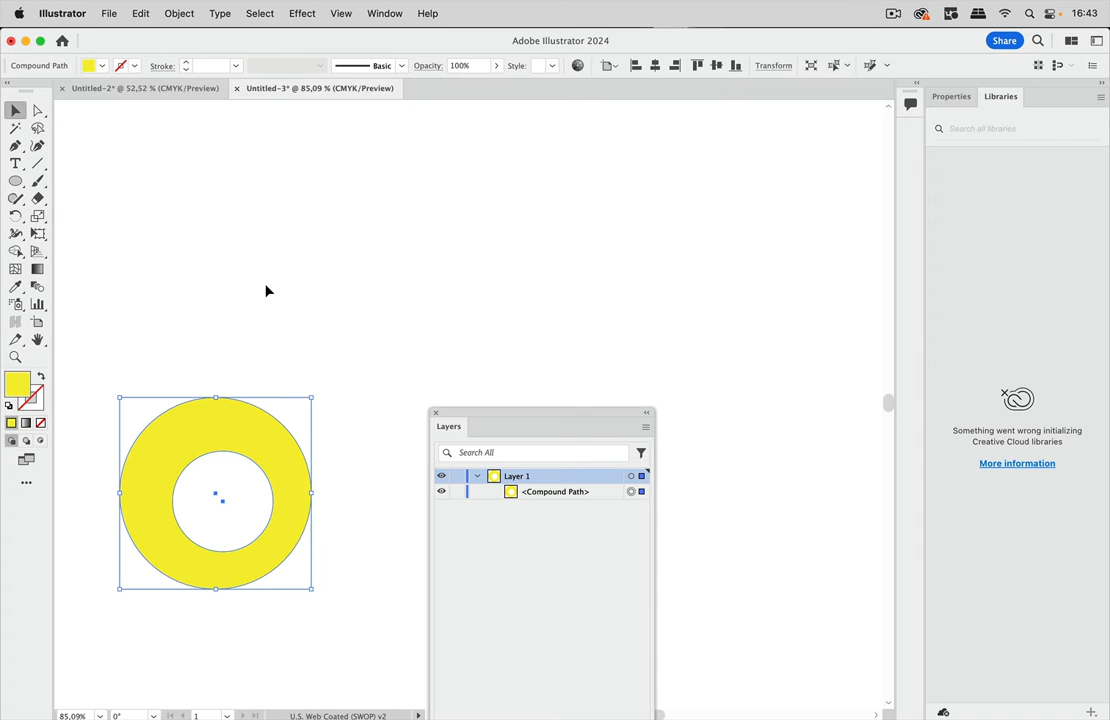 Illustrator File Edit Object Type Select Effect View Window Help 16:43
Adobe Illustrator 2024
Share
Compound Path Stroke: Basic Opacity: 100% Style: Transform
Untitled-2* @ 52,52 % (CMYK/Preview) Untitled-3* @ 85,09 % (CMYK/Preview)
Properties Libraries
Search all libraries
Something went wrong initializing
Creative Cloud libraries
More information
Layers
Search All
Layer 1
<Compound Path>
85,09% 0° 1 U.S. Web Coated (SWOP) v2